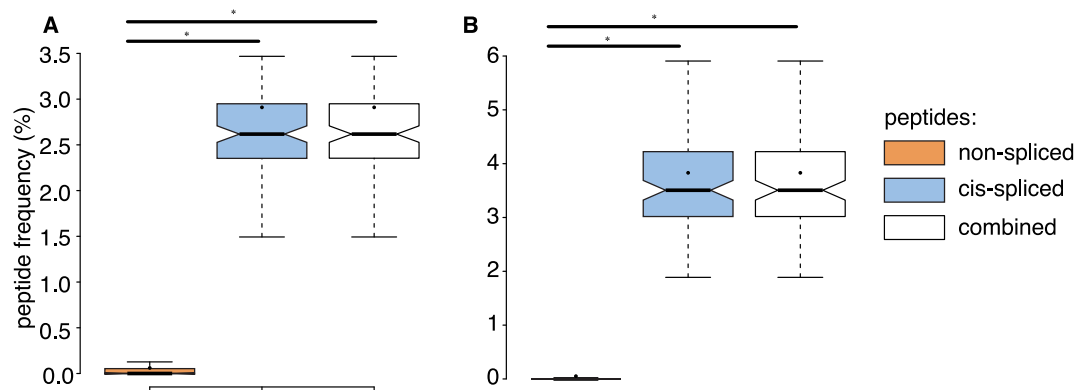 A
*
*
3.5
3.0
2.5
2.0
1.5
1.0
0.5
0.0
peptide frequency (%)
B
*
*
6
5
4
3
2
1
0
peptides:
non-spliced
cis-spliced
combined